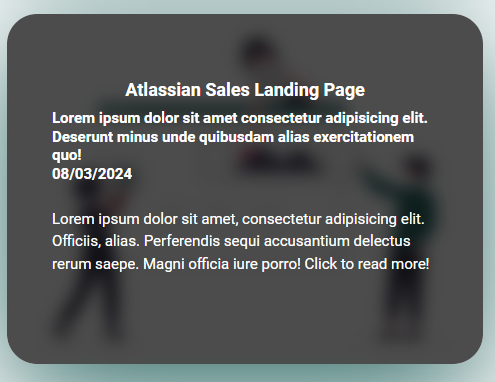 Atlassian Sales Landing Page
Lorem ipsum dolor sit amet consectetur adipisicing elit.
Deserunt minus unde quibusdam alias exercitationem
quo!
08/03/2024
Lorem ipsum dolor sit amet, consectetur adipisicing elit.
Officiis, alias. Perferendis sequi accusantium delectus
rerum saepe. Magni officia iure porro! Click to read more!